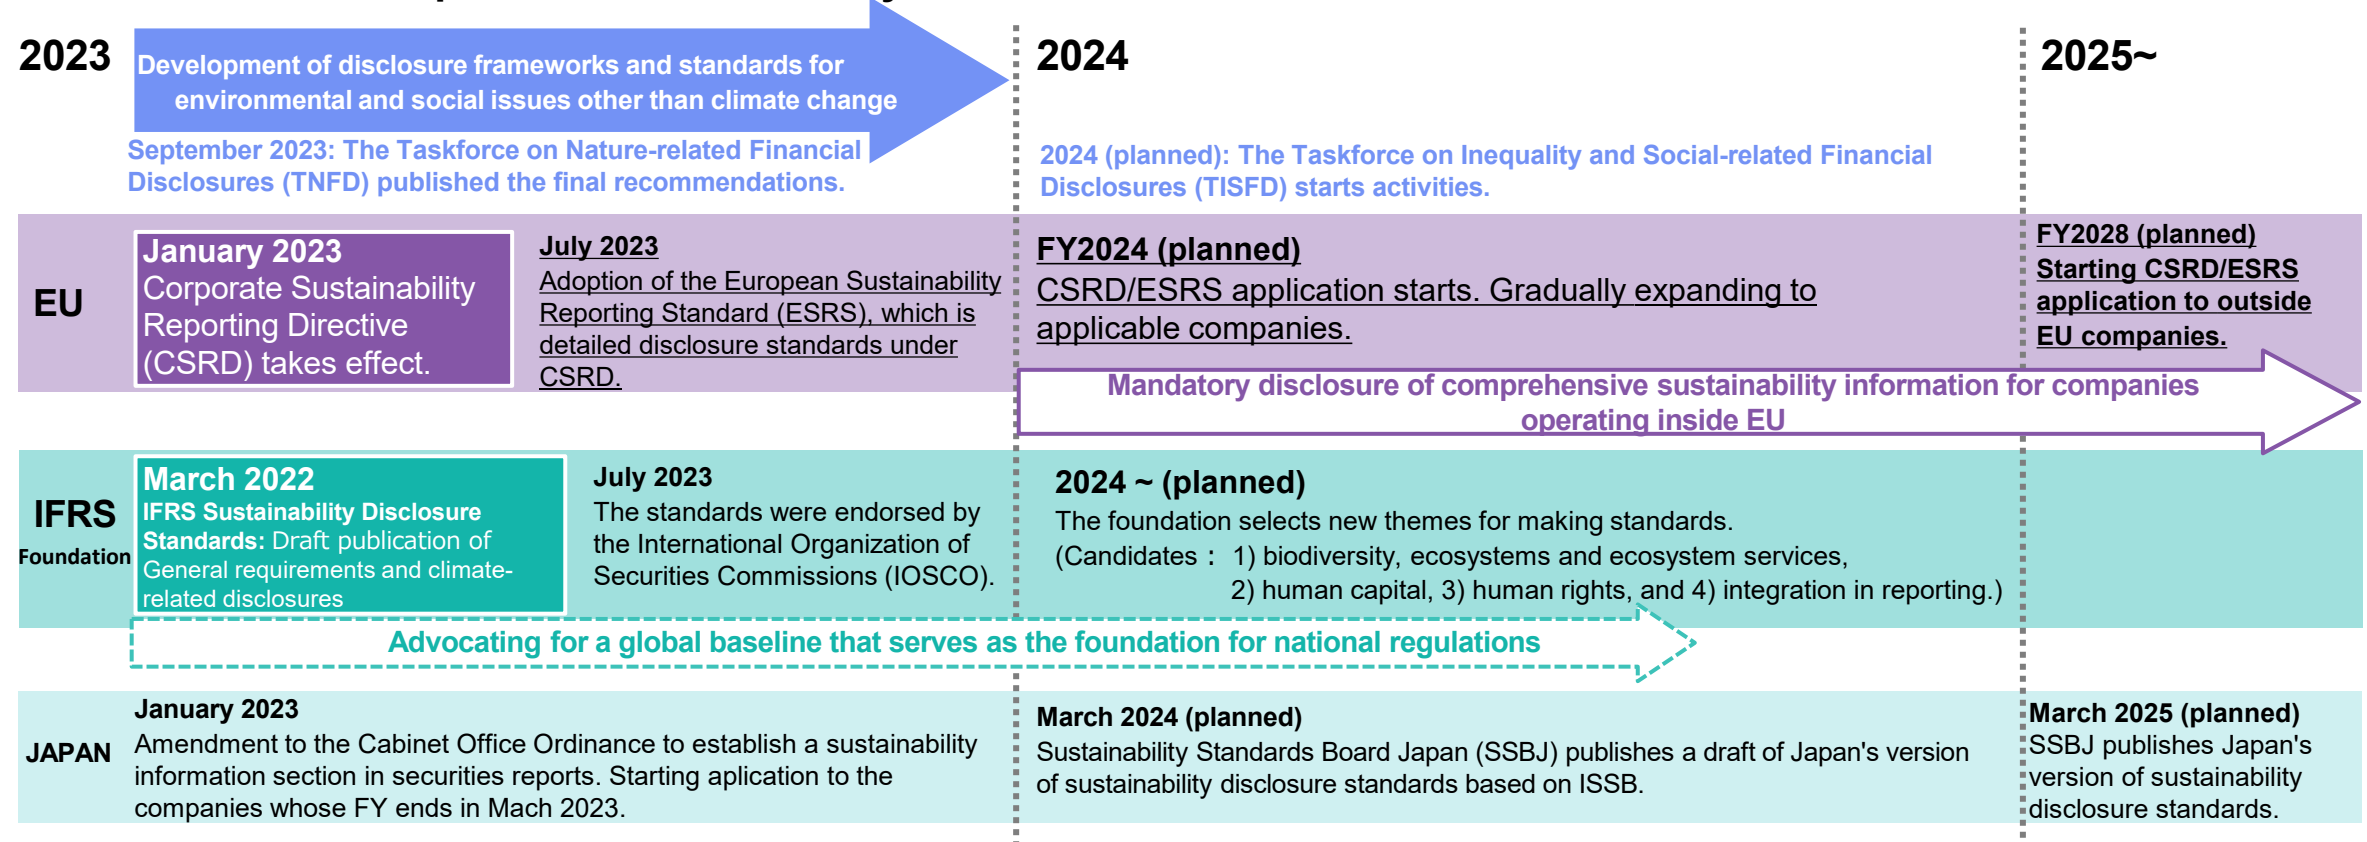 2023
Development of disclosure frameworks and standards for
environmental and social issues other than climate change
September 2023: The Taskforce on Nature-related Financial
Disclosures (TNFD) published the final recommendations.
2024
2024 (planned): The Taskforce on Inequality and Social-related Financial
Disclosures (TISFD) starts activities.
2025~
EU
January 2023
Corporate Sustainability
Reporting Directive
(CSRD) takes effect.
July 2023
Adoption of the European Sustainability
Reporting Standard (ESRS), which is
detailed disclosure standards under
CSRD.
FY2024 (planned)
CSRD/ESRS application starts. Gradually expanding to
applicable companies.
FY2028 (planned)
Starting CSRD/ESRS
application to outside
EU companies.
Mandatory disclosure of comprehensive sustainability information for companies
operating inside EU
IFRS
Foundation
March 2022
IFRS Sustainability Disclosure
Standards: Draft publication of
General requirements and climate-
related disclosures
July 2023
The standards were endorsed by
the International Organization of
Securities Commissions (IOSCO).
2024 ~ (planned)
The foundation selects new themes for making standards.
(Candidates： 1) biodiversity, ecosystems and ecosystem services,
2) human capital, 3) human rights, and 4) integration in reporting.)
Advocating for a global baseline that serves as the foundation for national regulations
JAPAN
January 2023
Amendment to the Cabinet Office Ordinance to establish a sustainability
information section in securities reports. Starting aplication to the
companies whose FY ends in Mach 2023.
March 2024 (planned)
Sustainability Standards Board Japan (SSBJ) publishes a draft of Japan's version
of sustainability disclosure standards based on ISSB.
March 2025 (planned)
SSBJ publishes Japan's
version of sustainability
disclosure standards.